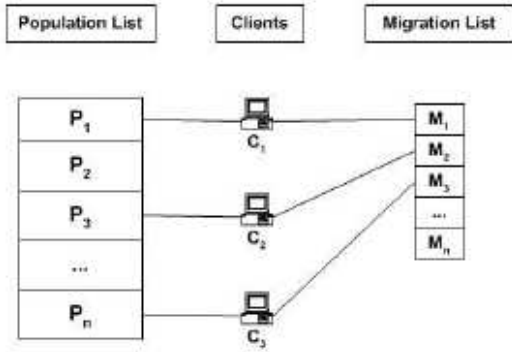 Population List
Clients
Migration List
P1
P2
P3
...
Pn
C1
C2
C3
M1
M2
M3
...
Mn